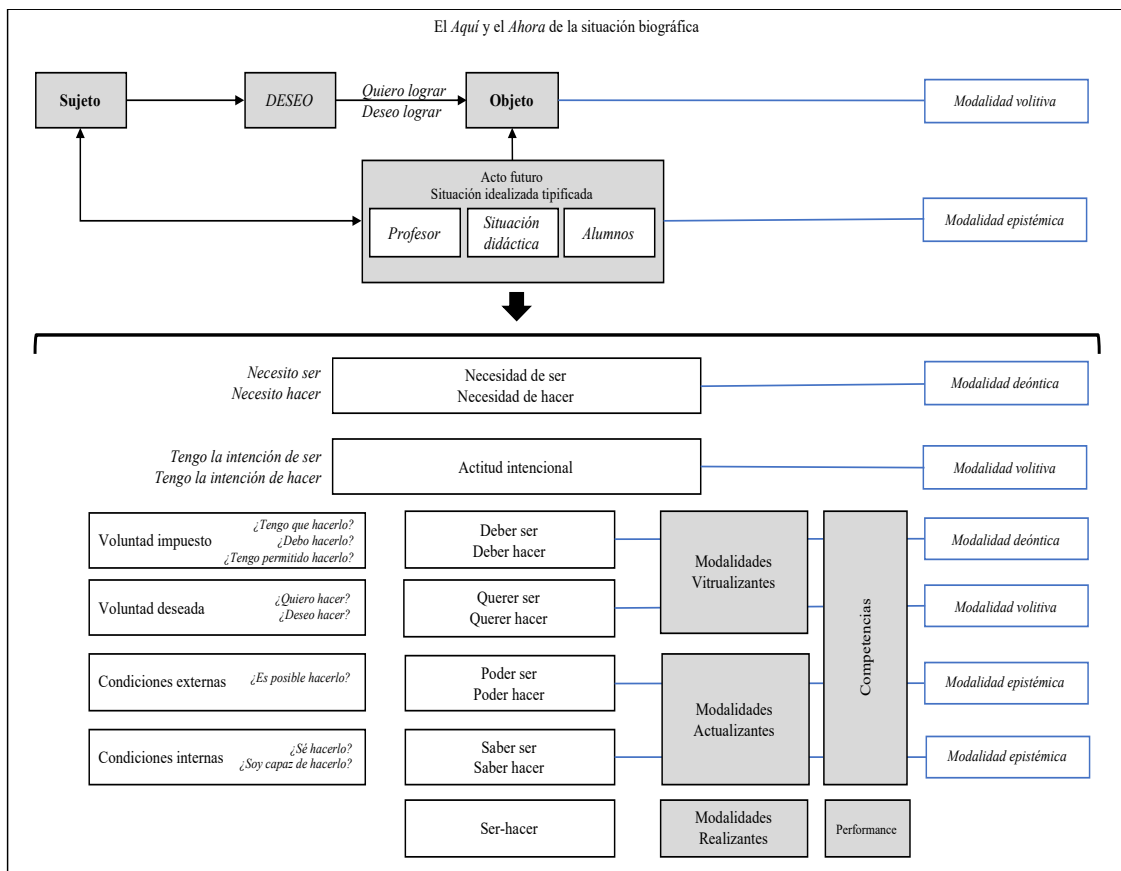 El Aquí y el Ahora de la situación biográfica
Sujeto
DESEO
Quiero lograr
Deseo lograr
Objeto
Modalidad volitiva
Acto futuro
Situación idealizada tipificada
Profesor
Situación
didáctica
Alumnos
Modalidad epistémica
Necesito ser
Necesito hacer
Necesidad de ser
Necesidad de hacer
Modalidad deóntica
Tengo la intención de ser
Tengo la intención de hacer
Actitud intencional
Modalidad volitiva
Voluntad impuesto
¿Tengo que hacerlo?
¿Debo hacerlo?
¿Tengo permitido hacerlo?
Deber ser
Deber hacer
Modalidades
Vitrualizantes
Competencias
Modalidad deóntica
Voluntad deseada
¿Quiero hacer?
¿Deseo hacer?
Querer ser
Querer hacer
Modalidad volitiva
Condiciones externas
¿Es posible hacerlo?
Poder ser
Poder hacer
Modalidades
Actualizantes
Modalidad epistémica
Condiciones internas
¿Sé hacerlo?
¿Soy capaz de hacerlo?
Saber ser
Saber hacer
Modalidad epistémica
Ser-hacer
Modalidades
Realizantes
Performance